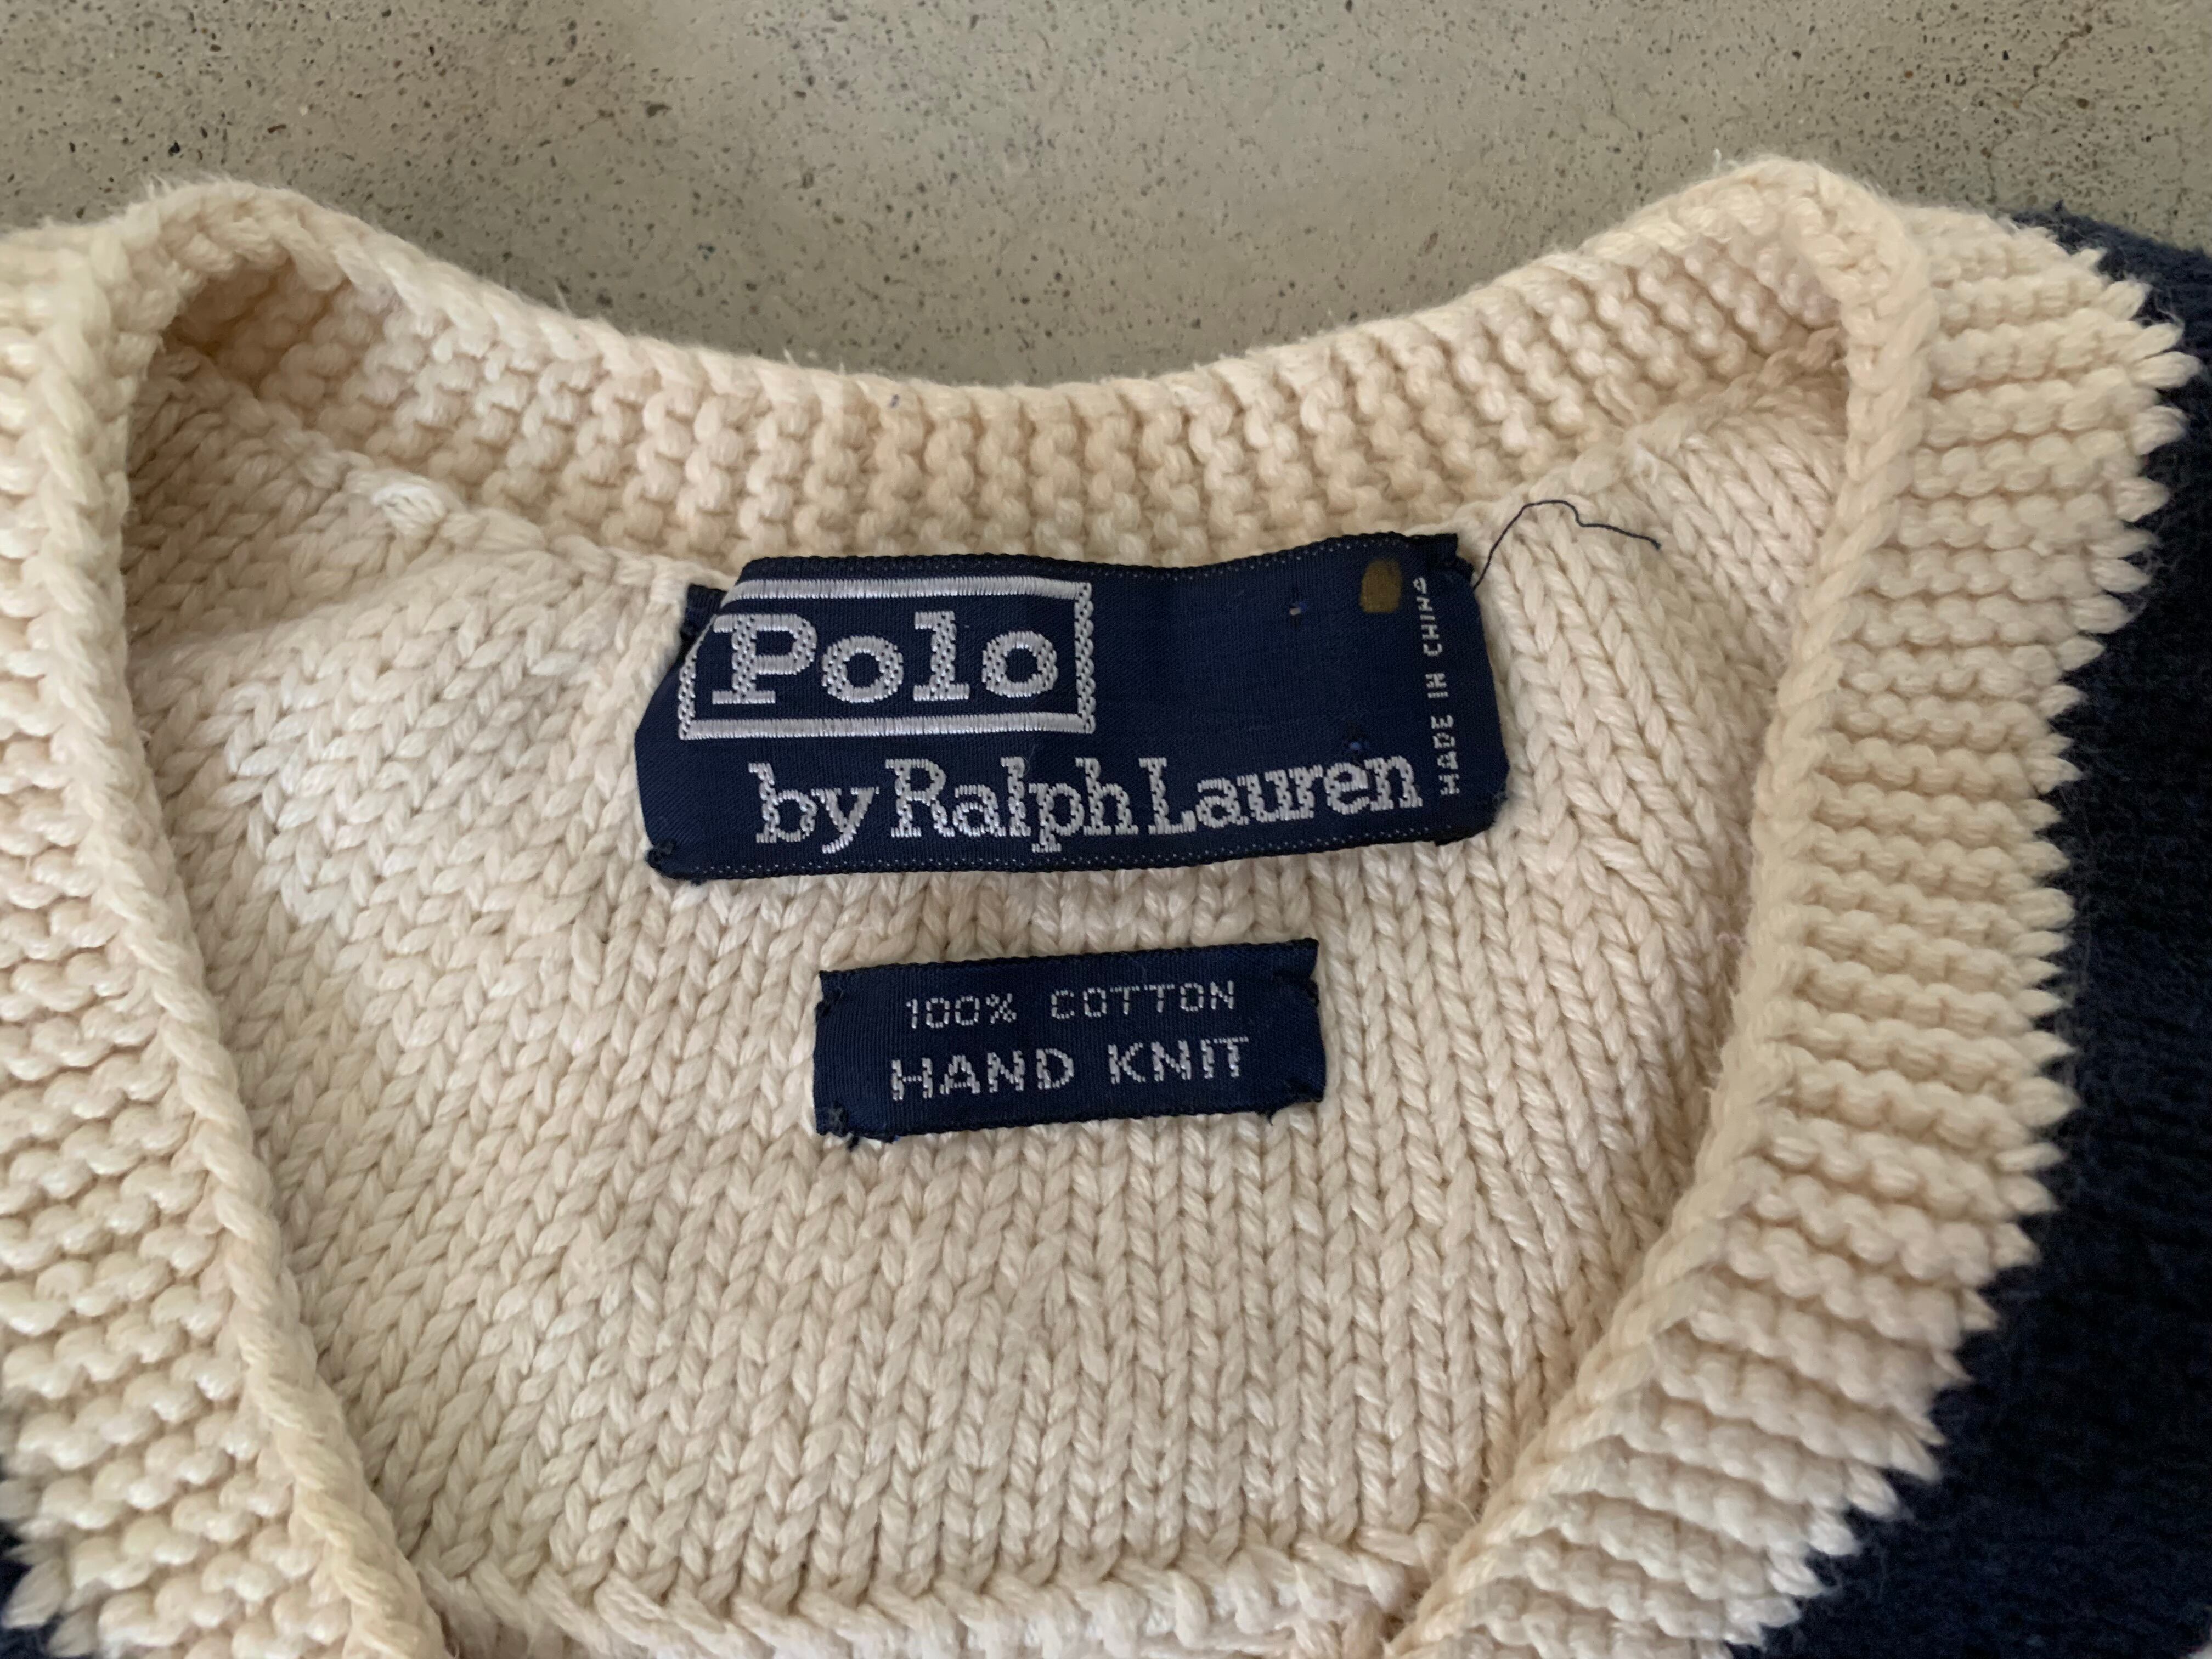 Polo
by Ralph Lauren
MADE IN CHINA
100% COTTON
HAND KNIT